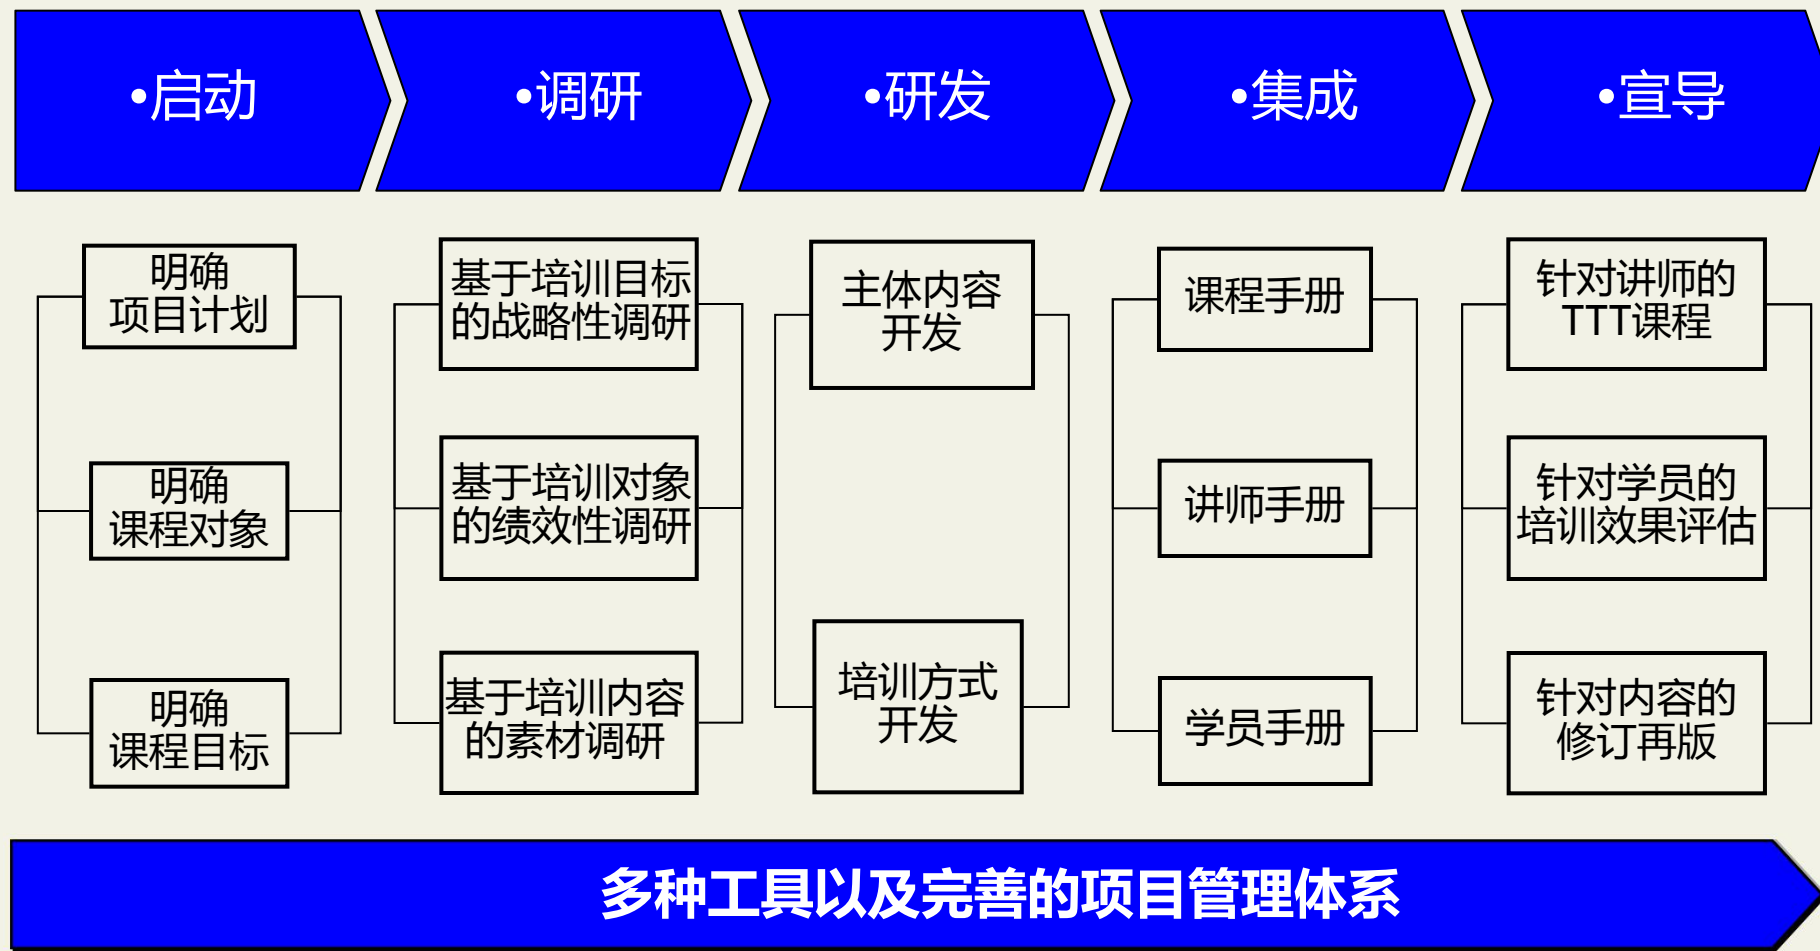 •启动
•调研
•研发
•集成
•宣导
明确
项目计划
明确
课程对象
明确
课程目标
基于培训目标
的战略性调研
基于培训对象
的绩效性调研
基于培训内容
的素材调研
主体内容
开发
培训方式
开发
课程手册
讲师手册
学员手册
针对讲师的
TTT课程
针对学员的
培训效果评估
针对内容的
修订再版
多种工具以及完善的项目管理体系